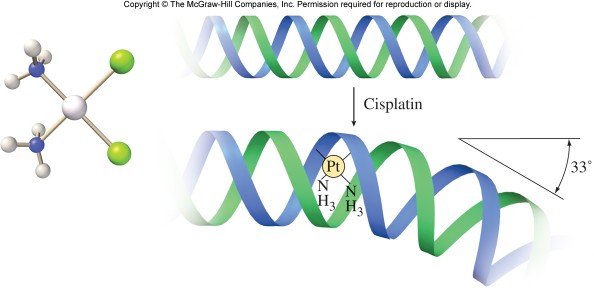 Copyright © The McGraw-Hill Companies, Inc. Permission required for reproduction or display.
Cisplatin
Pt
33°
N
H₃
N
H₃